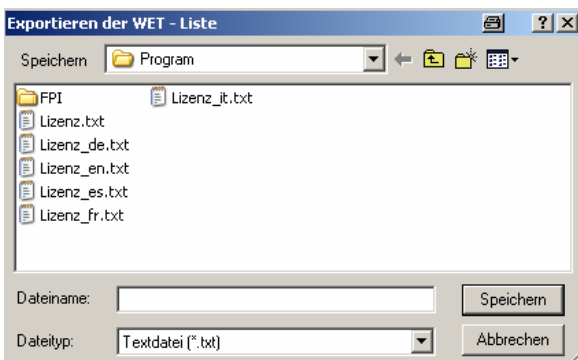 Exportieren der WET - Liste
Speichern Program
FPI
Lizenz.txt
Lizenz_de.txt
Lizenz_en.txt
Lizenz_es.txt
Lizenz_fr.txt
Lizenz_it.txt
Dateiname: Speichern
Dateityp: Textdatei (*.txt) Abbrechen